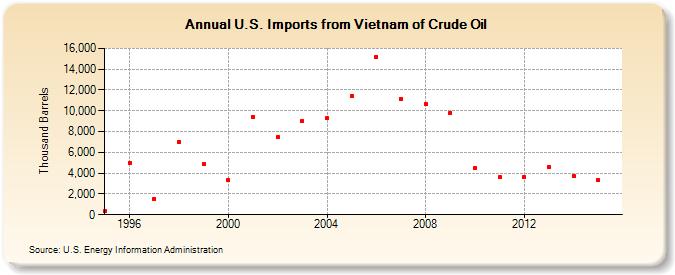 Annual U.S. Imports from Vietnam of Crude Oil
Thousand Barrels
16,000
14,000
12,000
10,000
8,000
6,000
4,000
2,000
0
1996 2000 2004 2008 2012
Source: U.S. Energy Information Administration